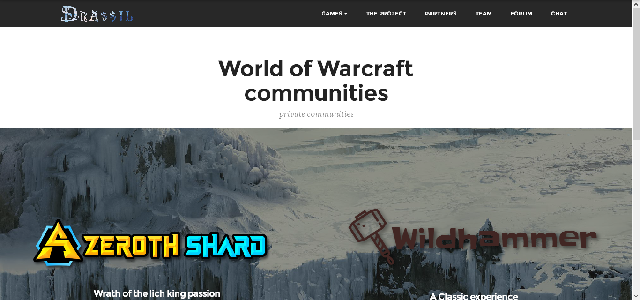 DRASSIL
GAMES THE PROJECT PARTNERS TEAM FORUM CHAT
World of Warcraft
communities
private communities
AZEROTH SHARD
Wildhammer
Wrath of the lich king passion
A Classic experience